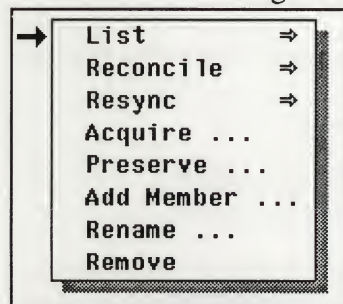 List ⇒
Reconcile ⇒
Resync ⇒
Acquire ...
Preserve ...
Add Member ...
Rename ...
Remove